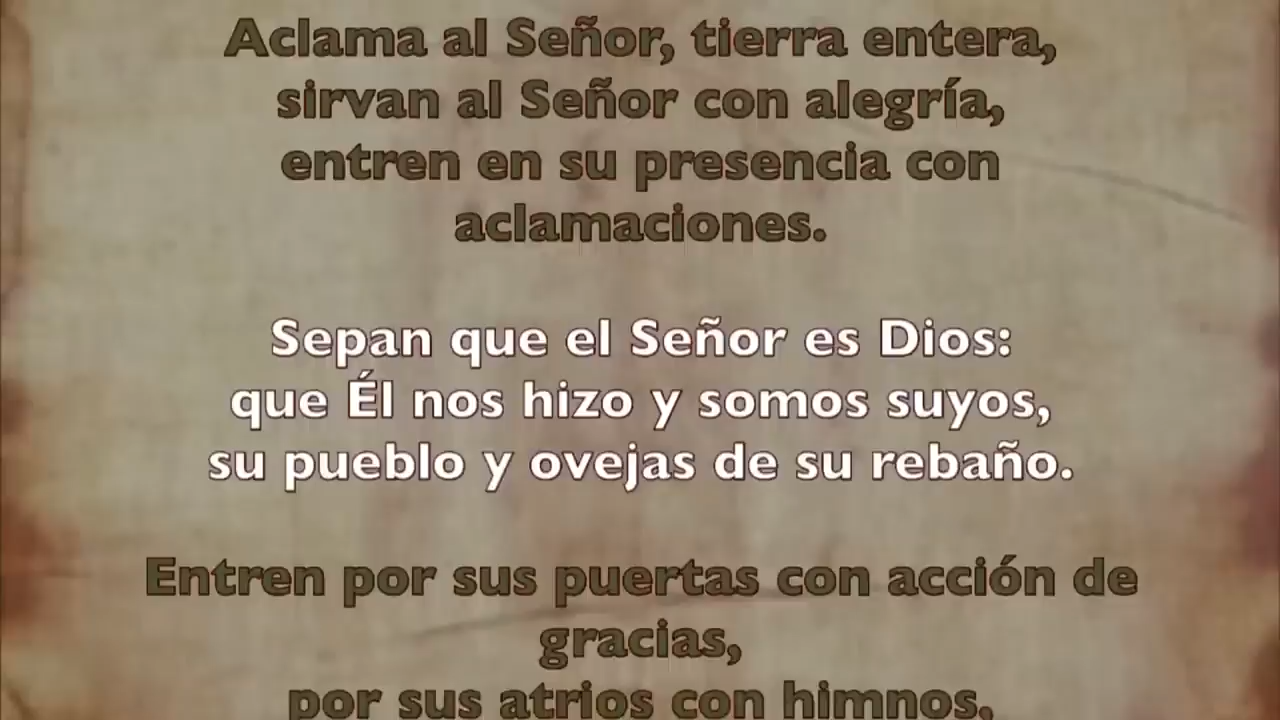 Aclama al Señor, tierra entera,
sirvan al Señor con alegría,
entren en su presencia con
aclamaciones.
Sepan que el Señor es Dios:
que Él nos hizo y somos suyos,
su pueblo y ovejas de su rebaño.
Entren por sus puertas con acción de
gracias,
por sus atrios con himnos,